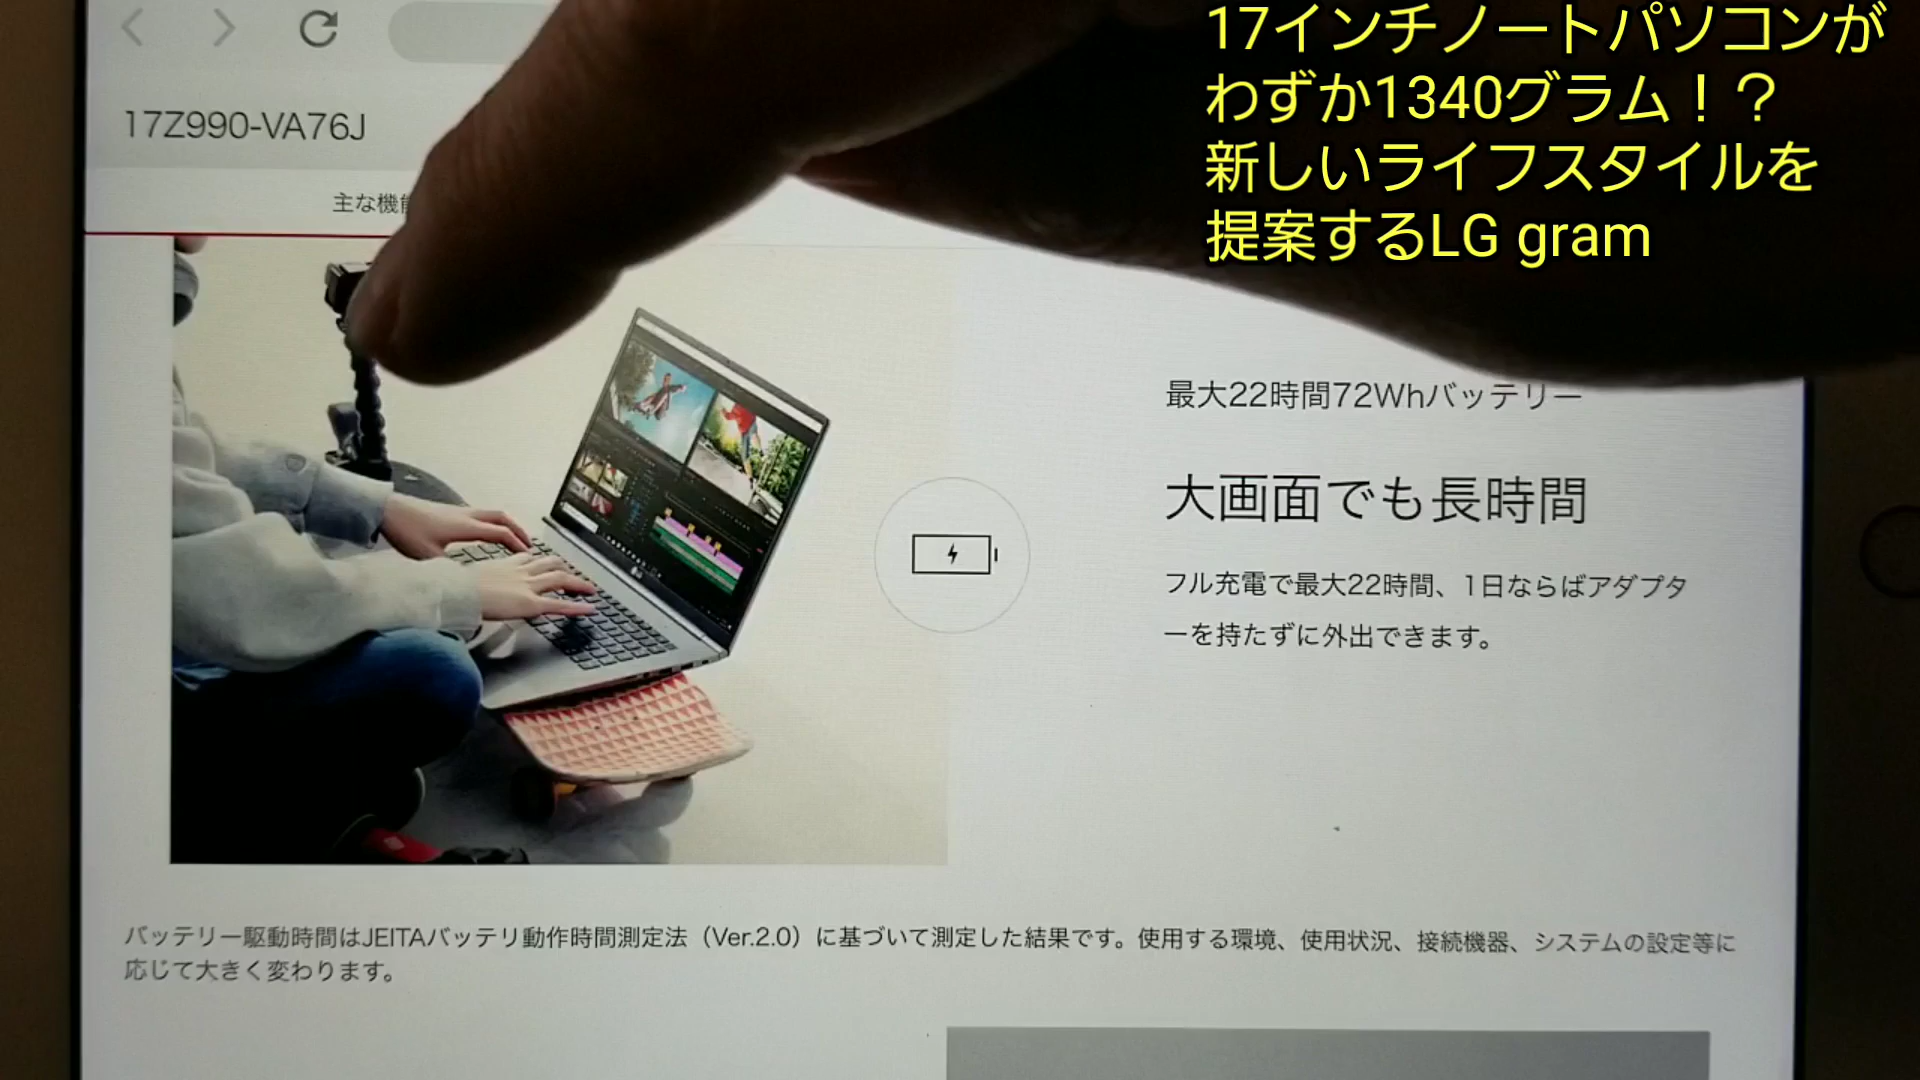 17インチノートパソコンが
わずか1340グラム！？
新しいライフスタイルを
提案するLG gram
17Z990-VA76J
主な機能
最大22時間72Whバッテリー
大画面でも長時間
フル充電で最大22時間、1日ならばアダプタ
ーを持たずに外出できます。
バッテリー駆動時間はJEITAバッテリ動作時間測定法（Ver.2.0）に基づいて測定した結果です。使用する環境、使用状況、接続機器、システムの設定等に
応じて大きく変わります。